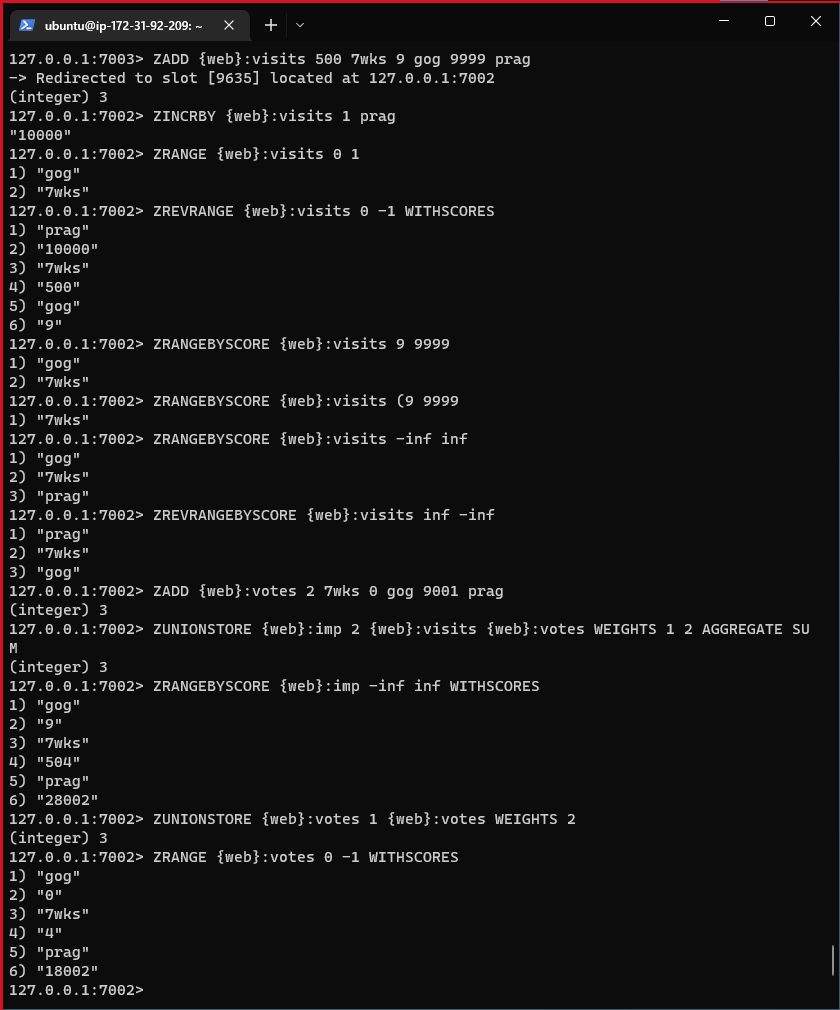 ubuntu@ip-172-31-92-209: ~
127.0.0.1:7003> ZADD {web}:visits 500 7wks 9 gog 9999 prag
-> Redirected to slot [9635] located at 127.0.0.1:7002
(integer) 3
127.0.0.1:7002> ZINCRBY {web}:visits 1 prag
"10000"
127.0.0.1:7002> ZRANGE {web}:visits 0 1
1) "gog"
2) "7wks"
127.0.0.1:7002> ZREVRANGE {web}:visits 0 -1 WITHSCORES
1) "prag"
2) "10000"
3) "7wks"
4) "500"
5) "gog"
6) "9"
127.0.0.1:7002> ZRANGEBYSCORE {web}:visits 9 9999
1) "gog"
2) "7wks"
127.0.0.1:7002> ZRANGEBYSCORE {web}:visits (9 9999
1) "7wks"
127.0.0.1:7002> ZRANGEBYSCORE {web}:visits -inf inf
1) "gog"
2) "7wks"
3) "prag"
127.0.0.1:7002> ZREVRANGEBYSCORE {web}:visits inf -inf
1) "prag"
2) "7wks"
3) "gog"
127.0.0.1:7002> ZADD {web}:votes 2 7wks 0 gog 9001 prag
(integer) 3
127.0.0.1:7002> ZUNIONSTORE {web}:imp 2 {web}:visits {web}:votes WEIGHTS 1 2 AGGREGATE SU
M
(integer) 3
127.0.0.1:7002> ZRANGEBYSCORE {web}:imp -inf inf WITHSCORES
1) "gog"
2) "9"
3) "7wks"
4) "504"
5) "prag"
6) "28002"
127.0.0.1:7002> ZUNIONSTORE {web}:votes 1 {web}:votes WEIGHTS 2
(integer) 3
127.0.0.1:7002> ZRANGE {web}:votes 0 -1 WITHSCORES
1) "gog"
2) "0"
3) "7wks"
4) "4"
5) "prag"
6) "18002"
127.0.0.1:7002>